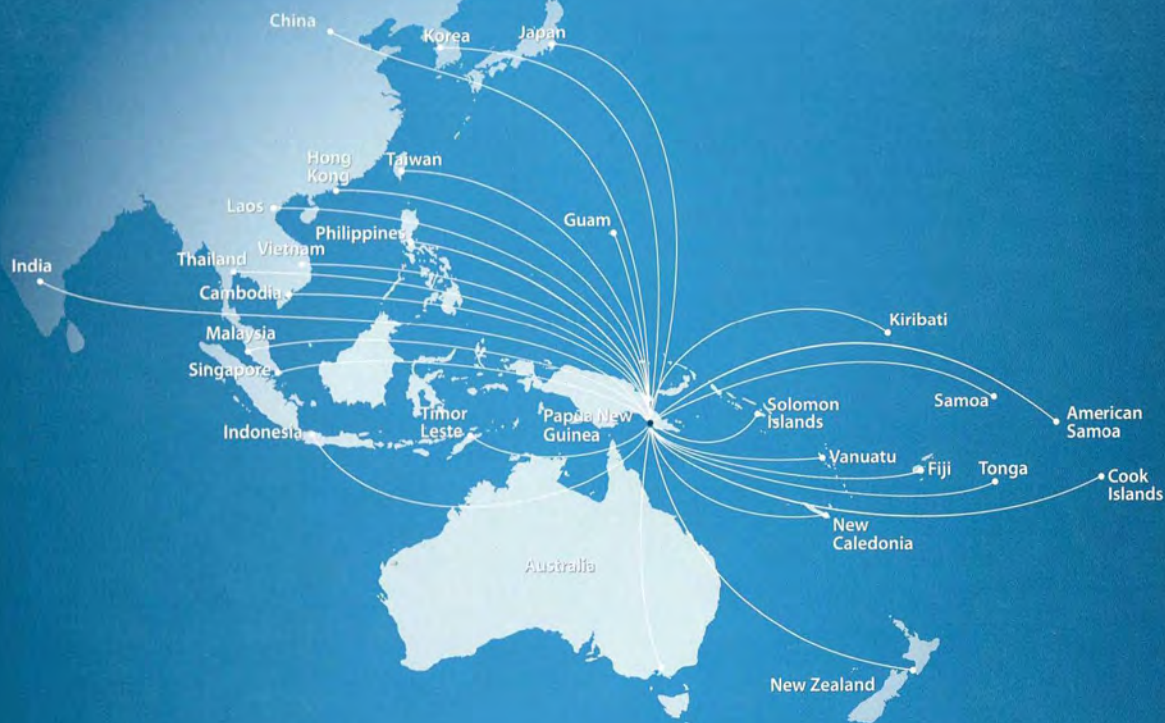 China
Korea
Japan
Hong
Kong
Taiwan
Laos
Guam
Philippines
Vietnam
Thailand
India
Cambodia
Kiribati
Malaysia
Singapore
Samoa
Solomon
Islands
American
Samoa
Timor
Leste
Papua New
Guinea
Indonesia
Vanuatu
Fiji
Tonga
Cook
Islands
New
Caledonia
Australia
New Zealand